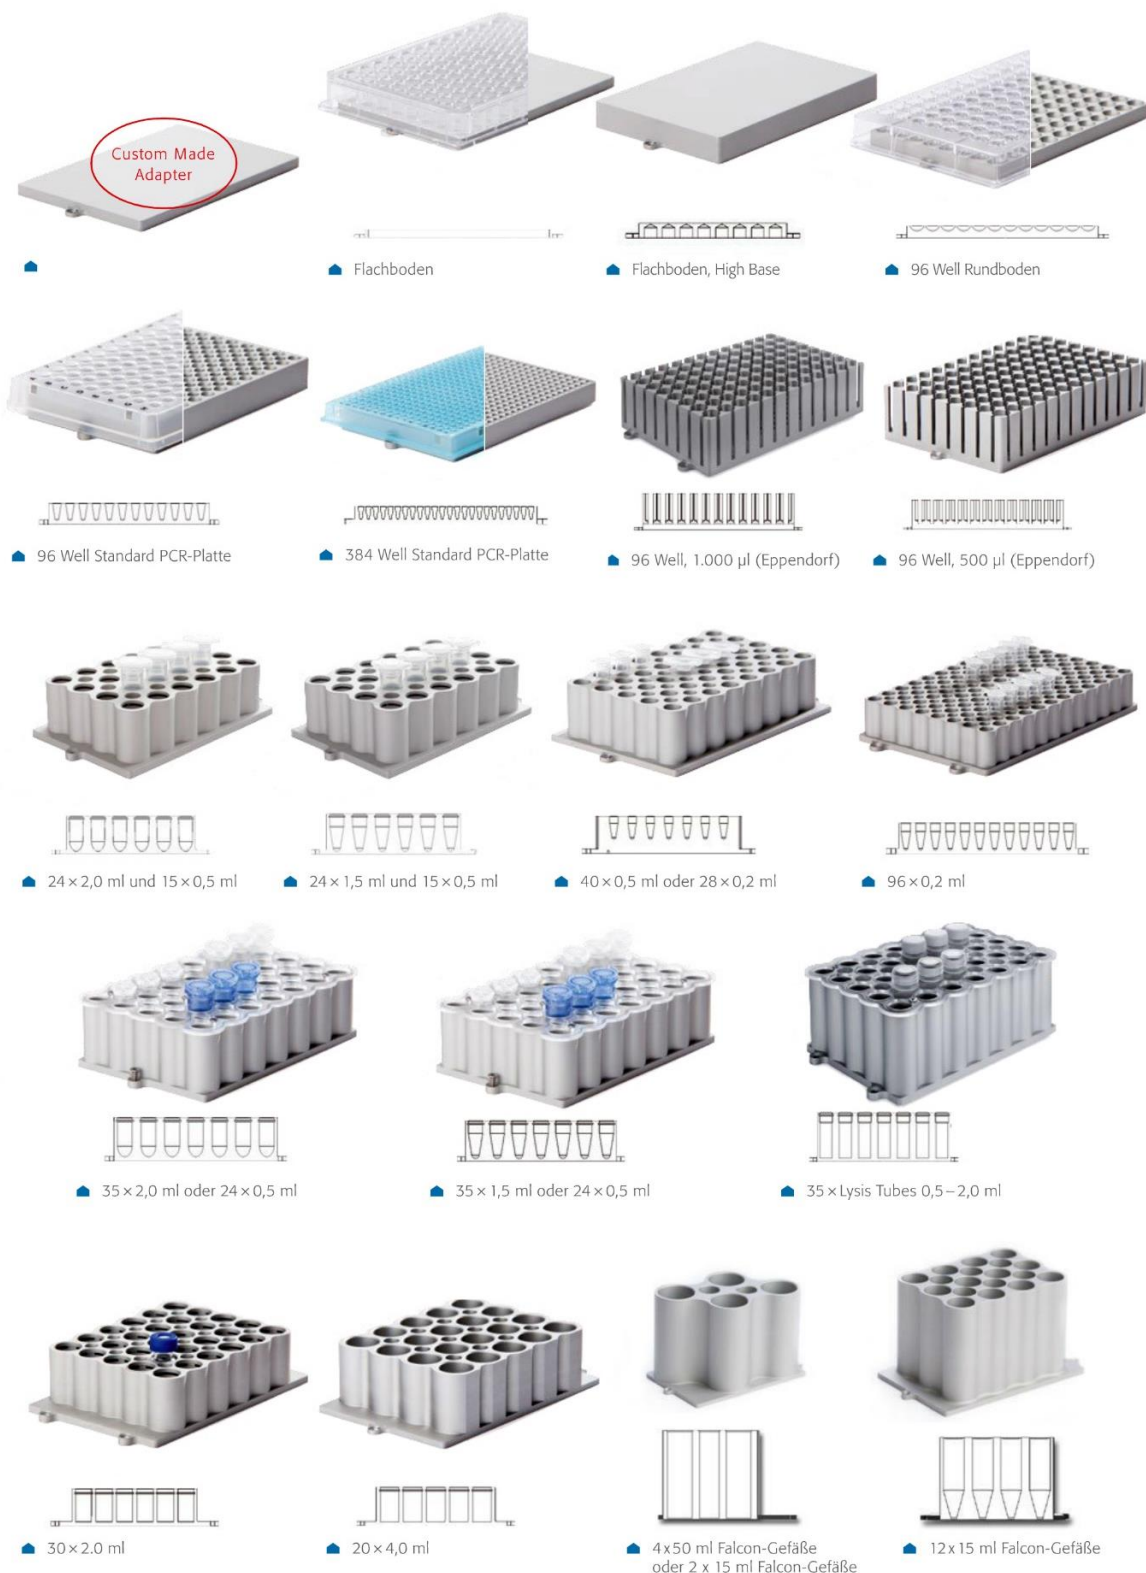 Custom Made
Adapter
Flachboden
Flachboden, High Base
96 Well Rundboden
96 Well Standard PCR-Platte
384 Well Standard PCR-Platte
96 Well, 1.000 µl (Eppendorf)
96 Well, 500 µl (Eppendorf)
24 × 2,0 ml und 15 × 0,5 ml
24 × 1,5 ml und 15 × 0,5 ml
40 × 0,5 ml oder 28 × 0,2 ml
96 × 0,2 ml
35 × 2,0 ml oder 24 × 0,5 ml
35 × 1,5 ml oder 24 × 0,5 ml
35 × Lysis Tubes 0,5 – 2,0 ml
30 × 2.0 ml
20 × 4,0 ml
4 x 50 ml Falcon-Gefäße
oder 2 x 15 ml Falcon-Gefäße
12 x 15 ml Falcon-Gefäße